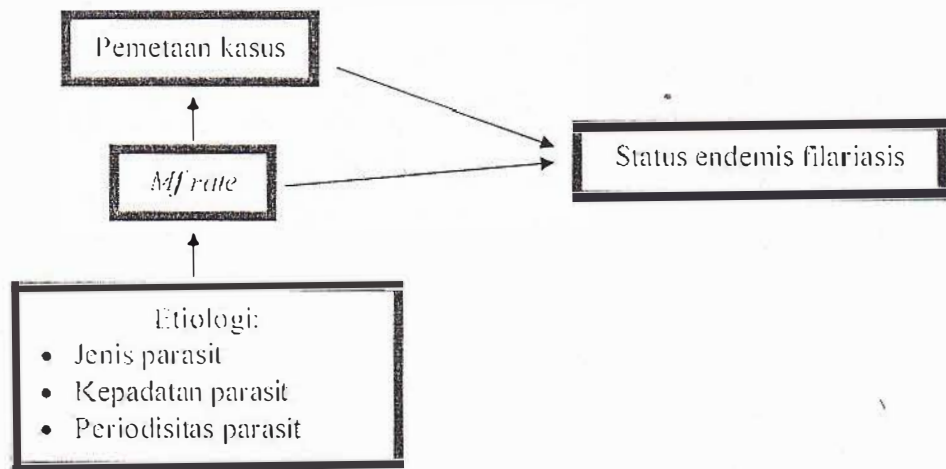 Pemetaan kasus
Mf rate
Status endemis filariasis
Etiologi:
• Jenis parasit
• Kepadatan parasit
• Periodisitas parasit